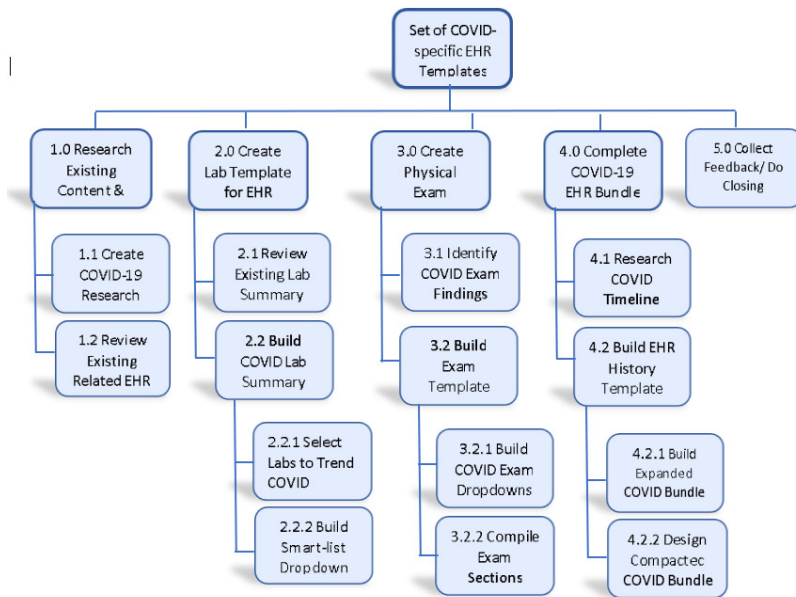 Set of COVID-
specific EHR
Templates
1.0 Research
Existing
Content &
2.0 Create
Lab Template
for EHR
3.0 Create
Physical
Exam
4.0 Complete
COVID-19
EHR Bundle
5.0 Collect
Feedback/ Do
Closing
1.1 Create
COVID-19
Research
1.2 Review
Existing
Related EHR
2.1 Review
Existing Lab
Summary
2.2 Build
COVID Lab
Summary
2.2.1 Select
Labs to Trend
COVID
2.2.2 Build
Smart-list
Dropdown
3.1 Identify
COVID Exam
Findings
3.2 Build
Exam
Template
3.2.1 Build
COVID Exam
Dropdowns
3.2.2 Compile
Exam
Sections
4.1 Research
COVID
Timeline
4.2 Build EHR
History
Template
4.2.1 Build
Expanded
COVID Bundle
4.2.2 Design
Compactec
COVID Bundle